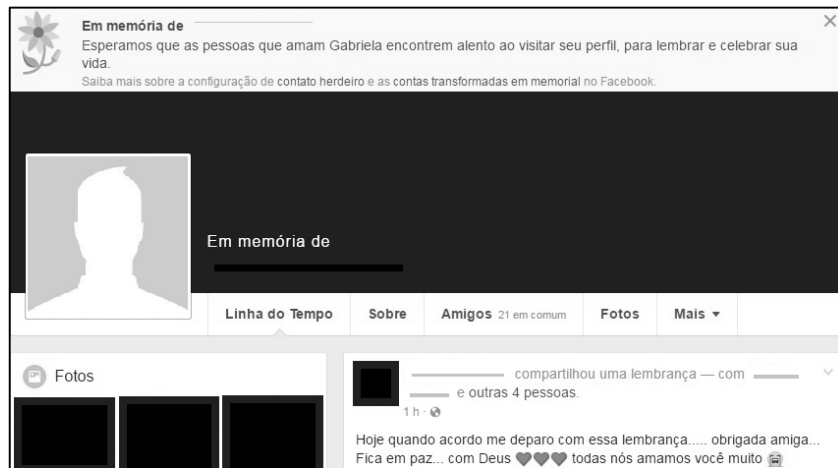 Em memória de
Esperamos que as pessoas que amam Gabriela encontrem alento ao visitar seu perfil, para lembrar e celebrar sua
vida.
Saiba mais sobre a configuração de contato herdeiro e as contas transformadas em memorial no Facebook.
Em memória de
Linha do Tempo Sobre Amigos 21 em comum Fotos Mais
Fotos
compartilhou uma lembrança — com
e outras 4 pessoas.
1 h ·
Hoje quando acordo me deparo com essa lembrança..... obrigada amiga...
Fica em paz... com Deus 🖤🖤🖤 todas nós amamos você muito 😭